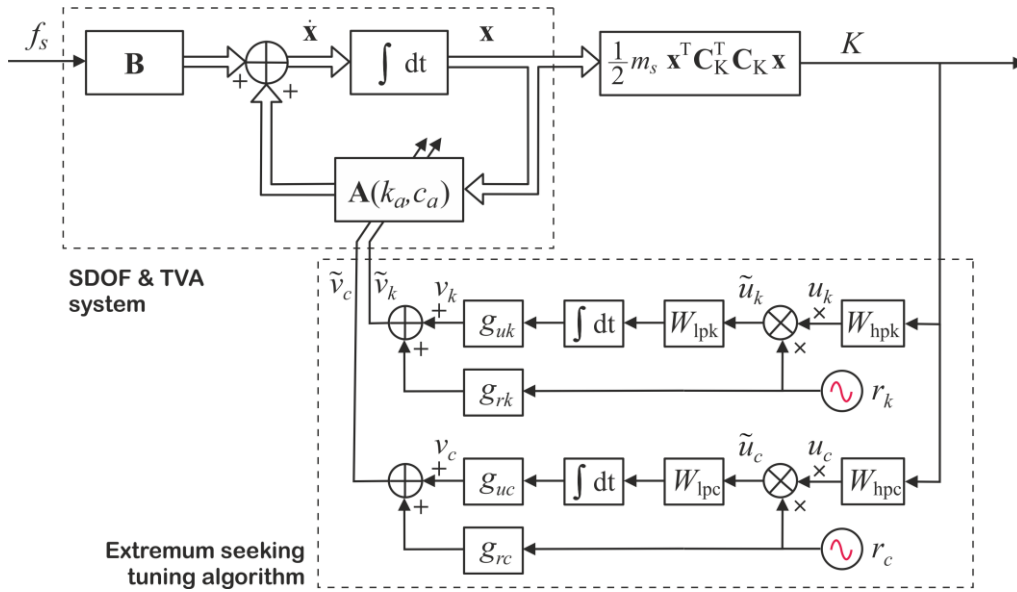 f_s
B
+
+
ẋ
∫ dt
x
1/2 m_s x^T C_K^T C_K x
K
A(k_a,c_a)
SDOF & TVA
system
ṽ_c
ṽ_k
v_k
+
+
g_uk
∫ dt
W_lpk
ũ_k
×
×
u_k
W_hpk
g_rk
r_k
v_c
+
+
g_uc
∫ dt
W_lpc
ũ_c
×
×
u_c
W_hpc
g_rc
r_c
Extremum seeking
tuning algorithm